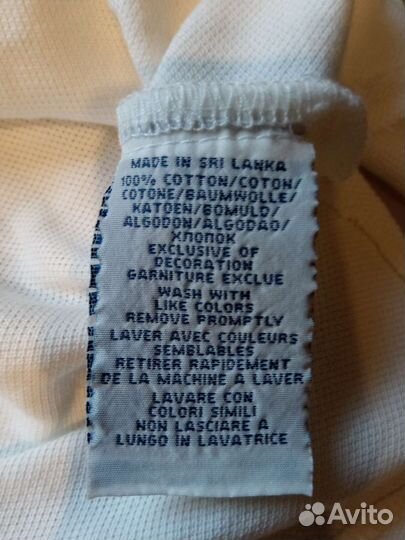 MADE IN SRI LANKA
100% COTTON/COTON/
COTONE/BAUMWOLLE/
KATOEN/BOMULD/
ALGODON/ALGODAO/
ХЛОПОК
EXCLUSIVE OF
DECORATION
GARNITURE EXCLUE
WASH WITH
LIKE COLORS
REMOVE PROMPTLY
LAVER AVEC COULEURS
SEMBLABLES
RETIRER RAPIDEMENT
DE LA MACHINE A LAVER
LAVARE CON
COLORI SIMILI
NON LASCIARE A
LUNGO IN LAVATRICE
Avito